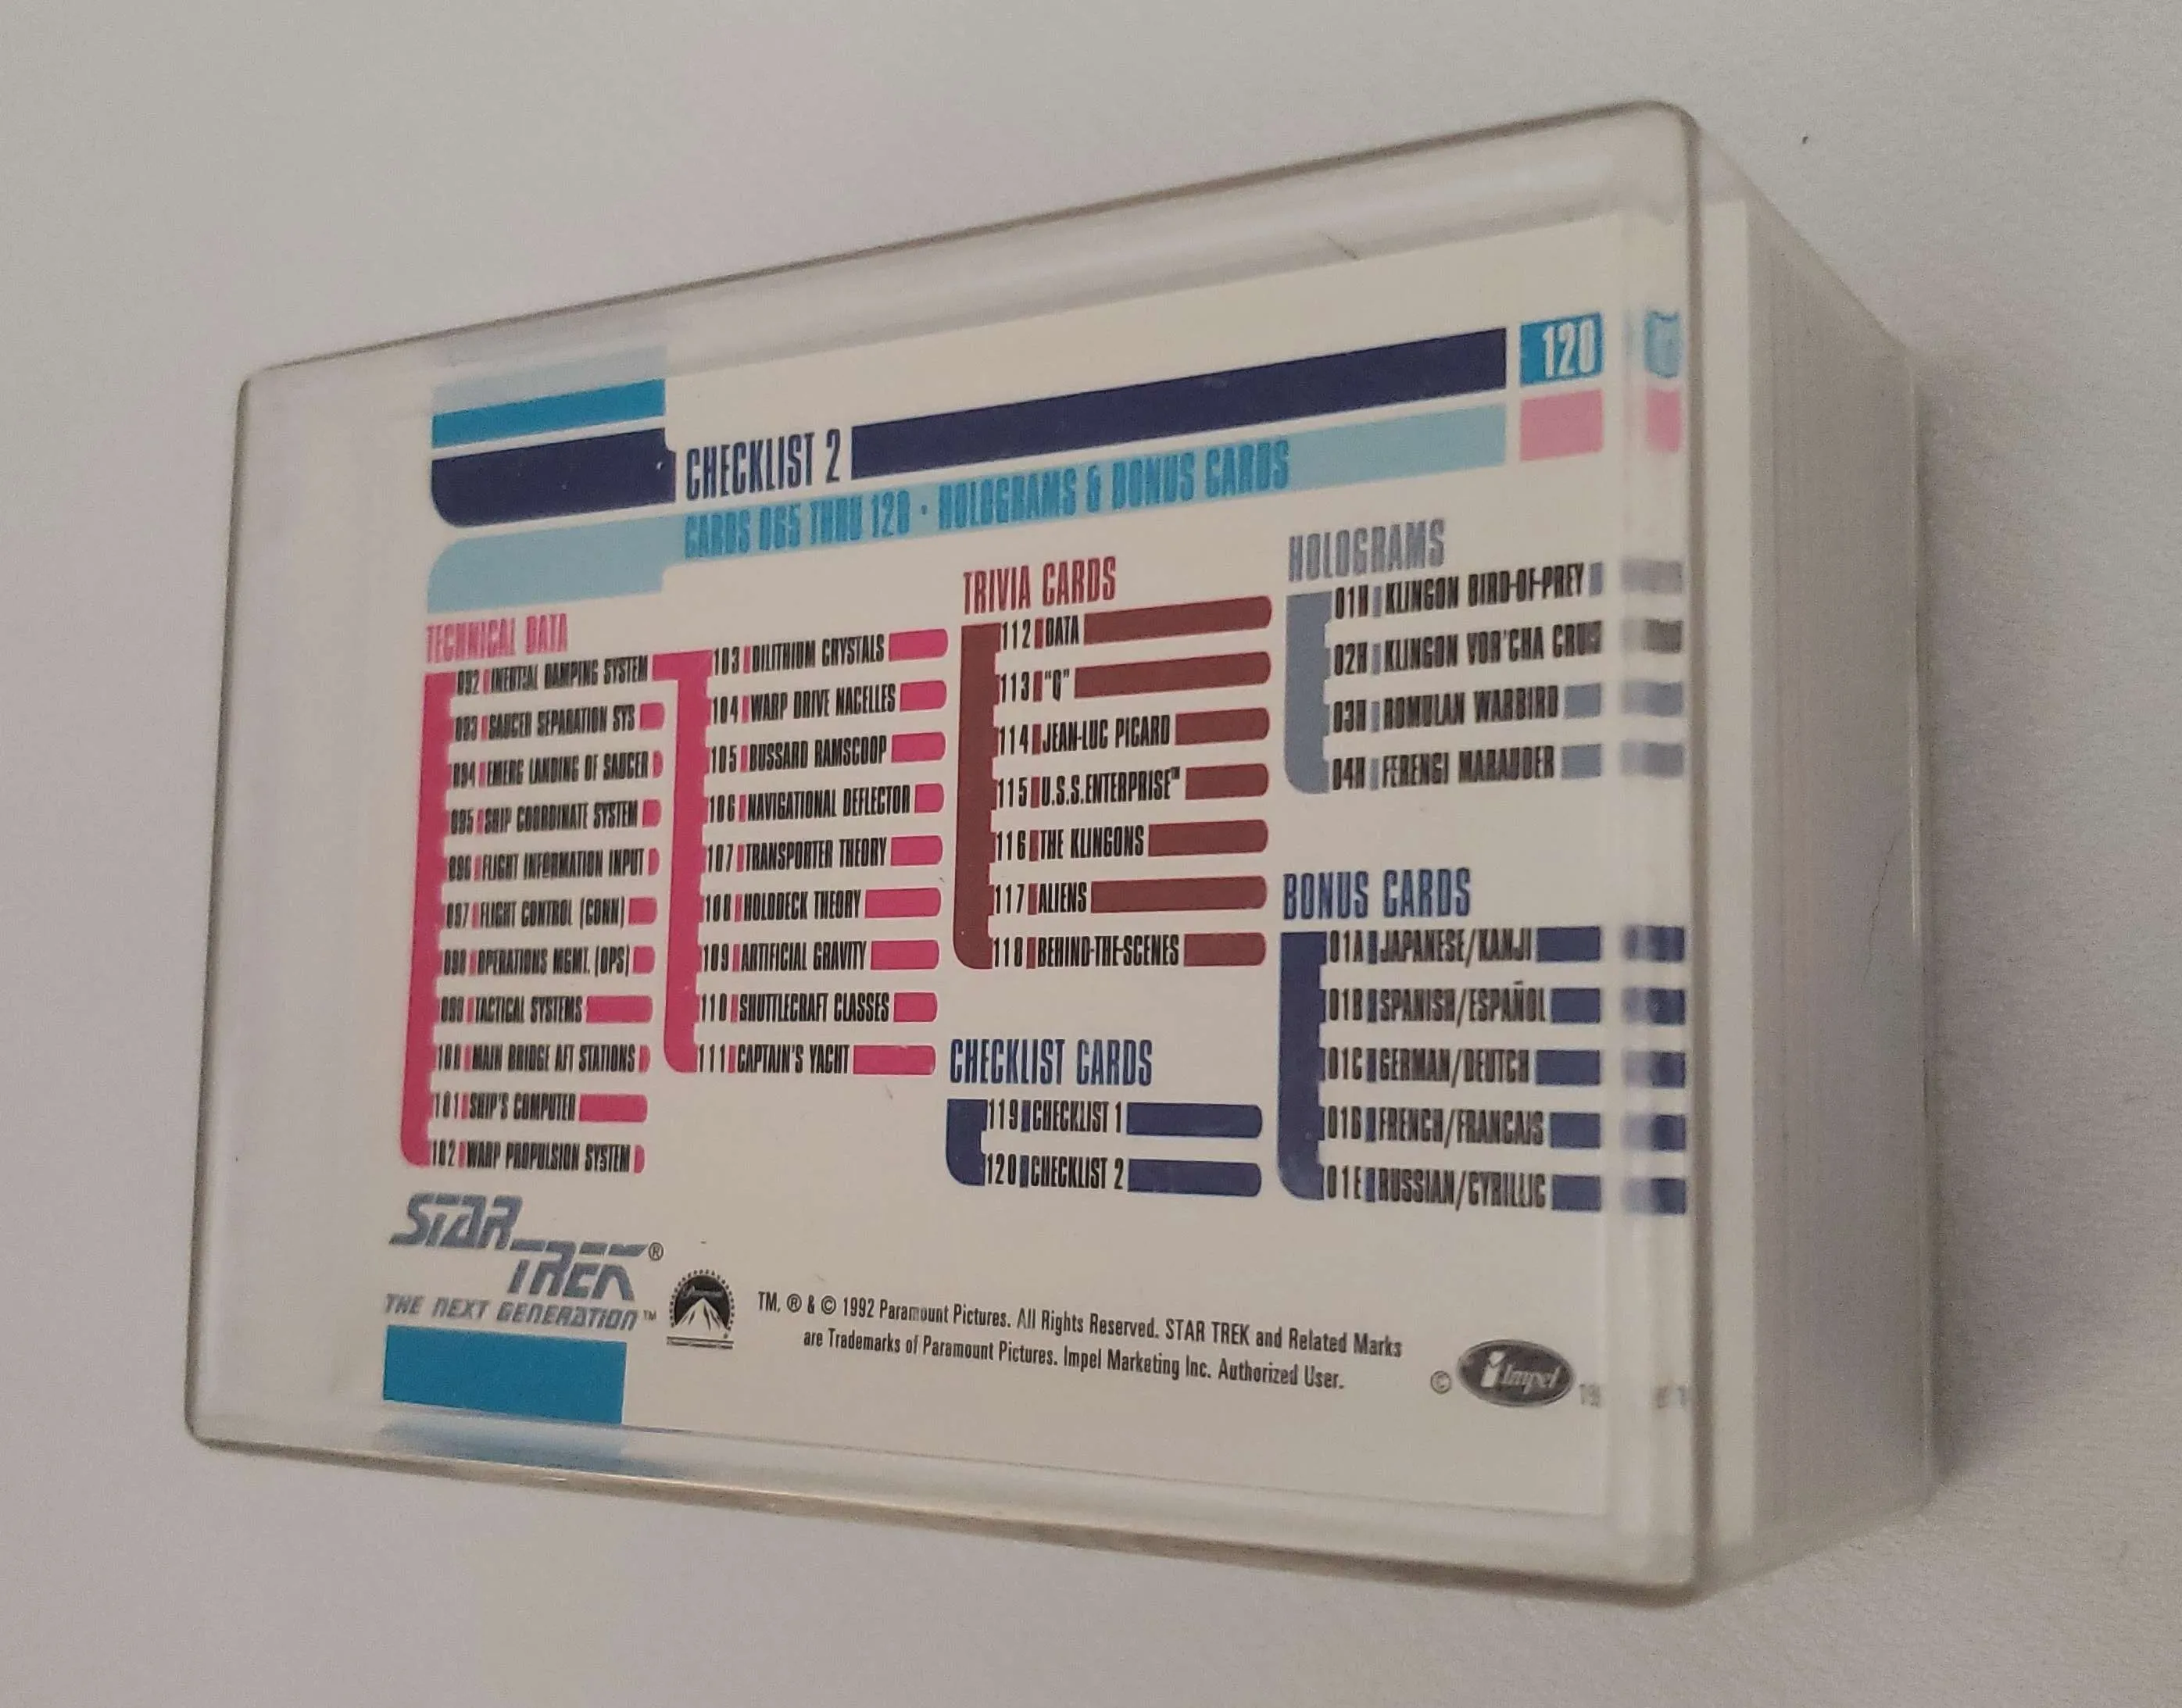 120
CHECKLIST 2
CARDS 065 THRU 120 · HOLOGRAMS & BONUS CARDS
TECHNICAL DATA
092 INERTIAL DAMPING SYSTEM
093 SAUCER SEPARATION SYS
094 EMERG LANDING OF SAUCER
095 SHIP COORDINATE SYSTEM
096 FLIGHT INFORMATION INPUT
097 FLIGHT CONTROL (CONN)
098 OPERATIONS MGMT. (OPS)
099 TACTICAL SYSTEMS
100 MAIN BRIDGE AFT STATIONS
101 SHIP'S COMPUTER
102 WARP PROPULSION SYSTEM
103 DILITHIUM CRYSTALS
104 WARP DRIVE NACELLES
105 BUSSARD RAMSCOOP
106 NAVIGATIONAL DEFLECTOR
107 TRANSPORTER THEORY
108 HOLODECK THEORY
109 ARTIFICIAL GRAVITY
110 SHUTTLECRAFT CLASSES
111 CAPTAIN'S YACHT
TRIVIA CARDS
112 DATA
113 "Q"
114 JEAN-LUC PICARD
115 U.S.S.ENTERPRISE™
116 THE KLINGONS
117 ALIENS
118 BEHIND-THE-SCENES
CHECKLIST CARDS
119 CHECKLIST 1
120 CHECKLIST 2
HOLOGRAMS
01H KLINGON BIRD-OF-PREY
02H KLINGON VOR'CHA
03H ROMULAN WARBIRD
04H FERENGI MARAUDER
BONUS CARDS
01A JAPANESE/KANJI
01B SPANISH/ESPAÑOL
01C GERMAN/DEUTCH
FRENCH/FRANCAIS
01E RUSSIAN/CYRILLIC
STAR
TREK®
THE NEXT GENERATION™
Paramount
TM, ® & © 1992 Paramount Pictures. All Rights Reserved. STAR TREK and Related Marks
are Trademarks of Paramount Pictures. Impel Marketing Inc. Authorized User.
© Impel